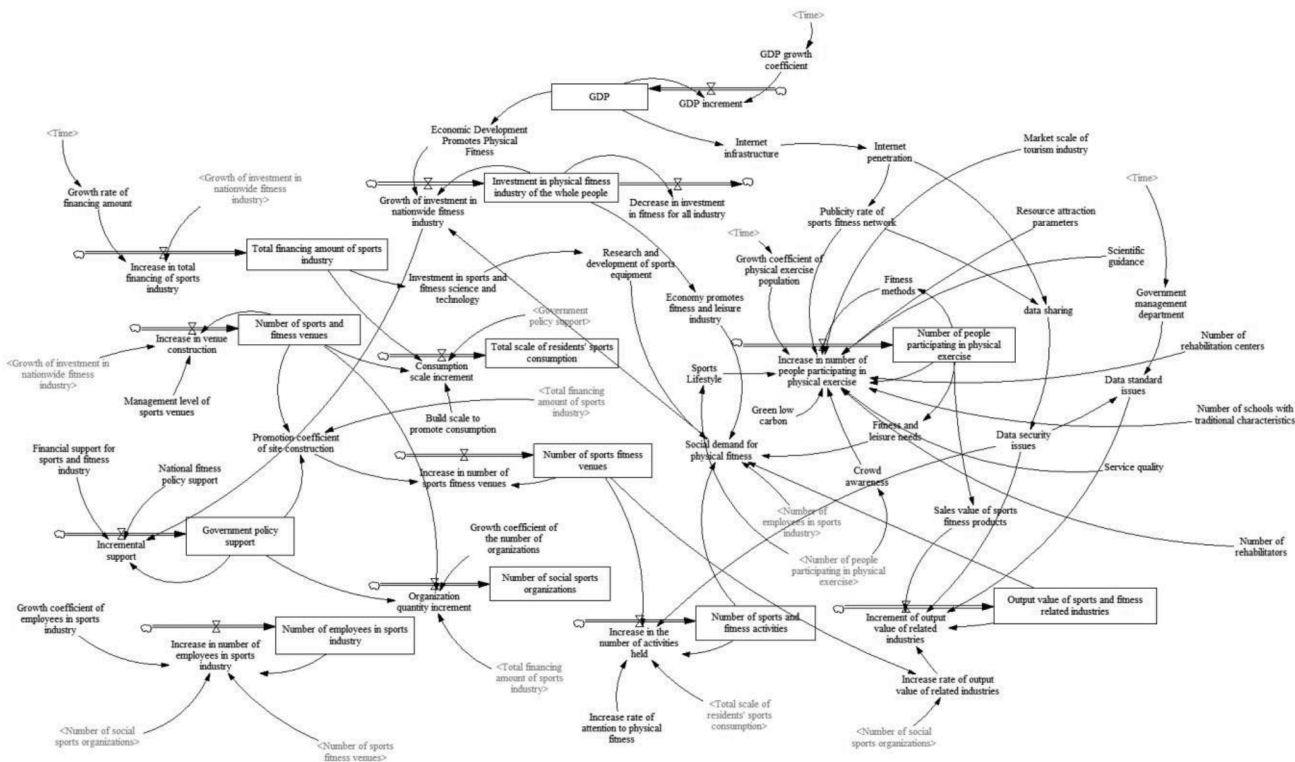 <Time>
GDP growth
coefficient
GDP
GDP increment
<Time>
Economic Development
Promotes Physical
Fitness
Internet
infrastructure
Internet
penetration
Market scale of
tourism industry
<Time>
Growth rate of
financing amount
<Growth of investment in
nationwide fitness
industry>
Growth of investment in
nationwide fitness
industry
Investment in physical fitness
industry of the whole people
Decrease in investment
in fitness for all industry
Publicity rate of
sports fitness network
Resource attraction
parameters
Increase in total
financing of sports
industry
Total financing amount of sports
industry
Investment in sports and
fitness science and
technology
Research and
development of sports
equipment
<Time>
Growth coefficient of
physical exercise
population
Fitness
methods
Scientific
guidance
Government
management
department
Economy promotes
fitness and leisure
industry
data sharing
<Government
policy support>
Number of sports and
fitness venues
Increase in venue
construction
<Growth of investment in
nationwide fitness
industry>
Management level of
sports venues
Consumption
scale increment
Total scale of residents' sports
consumption
Build scale to
promote consumption
<Total financing
amount of sports
industry>
Sports
Lifestyle
Increase in number of
people participating in
physical exercise
Number of people
participating in physical
exercise
Number of
rehabilitation centers
Data standard
issues
Green low
carbon
Number of schools with
traditional characteristics
Fitness and
leisure needs
Data security
issues
Social demand for
physical fitness
Crowd
awareness
Service quality
Financial support for
sports and fitness
industry
National fitness
policy support
Promotion coefficient
of site construction
Increase in number of
sports fitness venues
Number of sports fitness
venues
<Number of
employees in sports
industry>
Sales value of sports
fitness products
Number of
rehabilitators
Incremental
support
Government policy
support
Growth coefficient of
the number of
organizations
<Number of people
participating in physical
exercise>
Organization
quantity increment
Number of social sports
organizations
Growth coefficient of
employees in sports
industry
Increase in number of
employees in sports
industry
Number of employees in sports
industry
Increase in the
number of activities
held
Number of sports and
fitness activities
Increment of output
value of related
industries
Output value of sports and fitness
related industries
<Total financing
amount of sports
industry>
Increase rate of output
value of related industries
<Number of social
sports organizations>
<Number of sports
fitness venues>
Increase rate of
attention to physical
fitness
<Total scale of
residents' sports
consumption>
<Number of social
sports organizations>